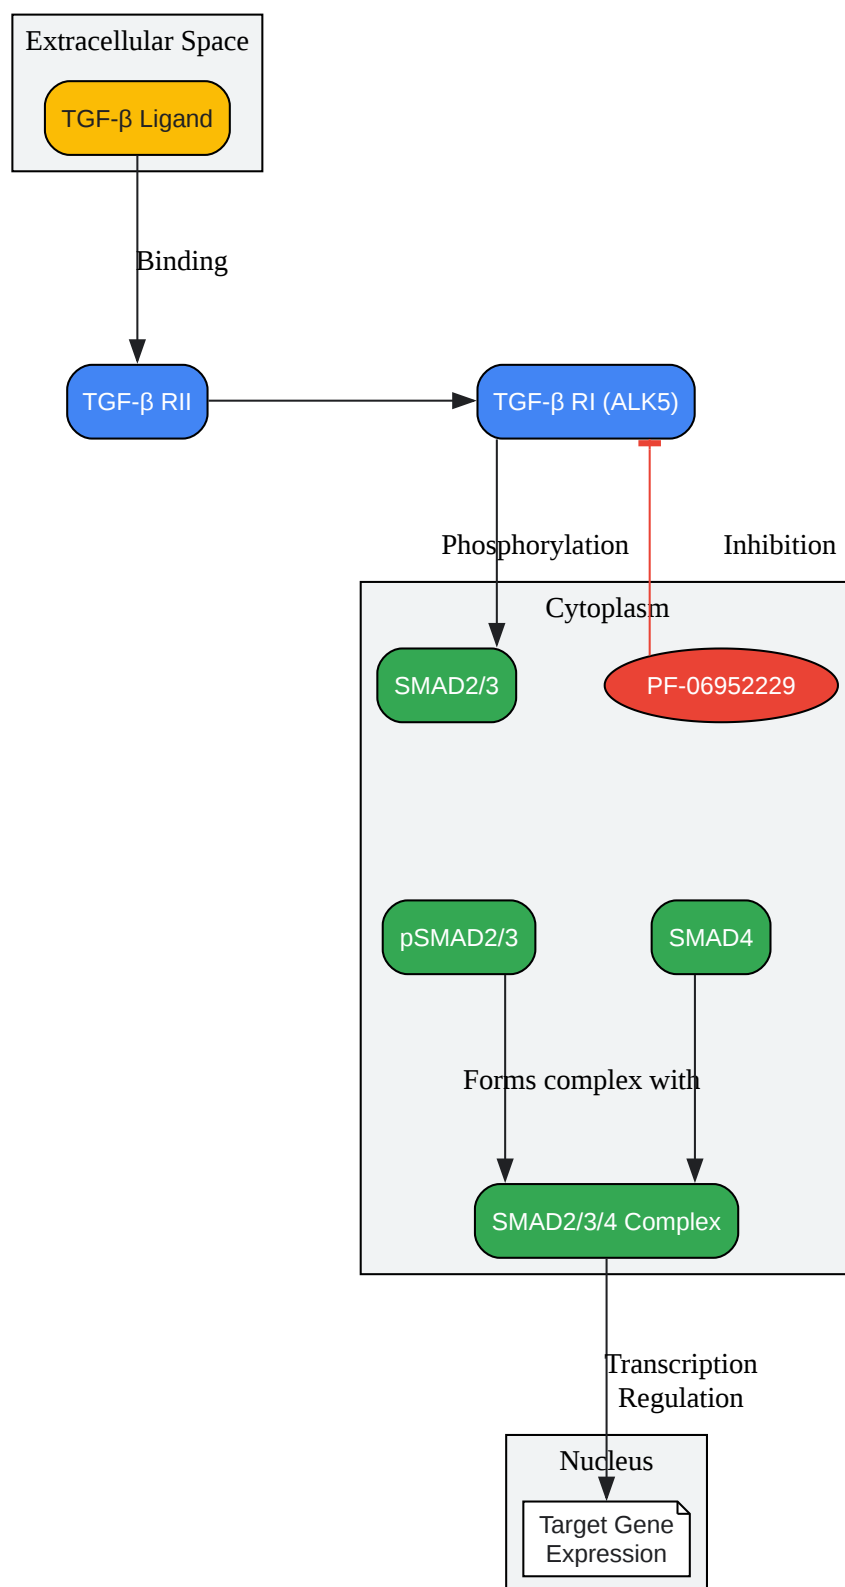 Extracellular Space
TGF-β Ligand
Binding
TGF-β RII
TGF-β RI (ALK5)
Phosphorylation
Inhibition
Cytoplasm
SMAD2/3
PF-06952229
pSMAD2/3
SMAD4
Forms complex with
SMAD2/3/4 Complex
Transcription
Regulation
Nucleus
Target Gene
Expression